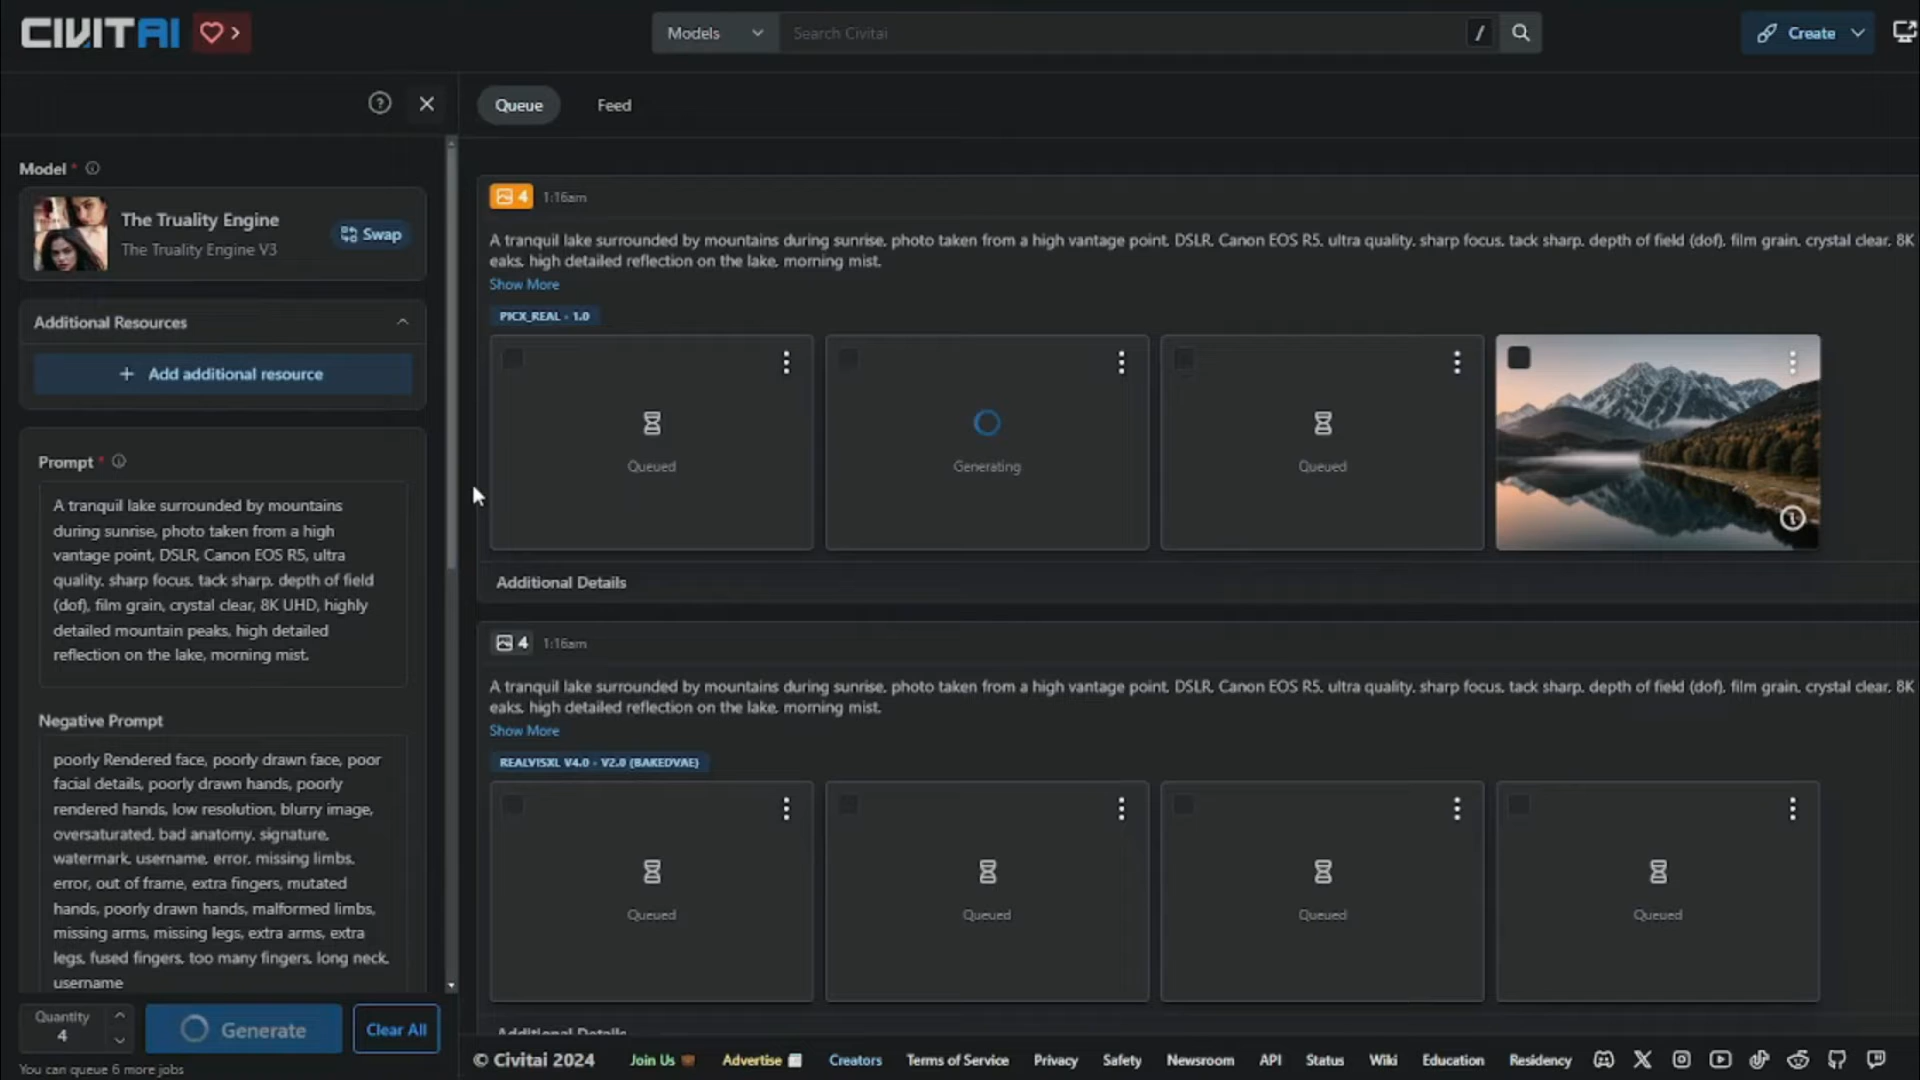 CIVITAI
Models
Search Civitai
/
Create
Queue
Feed
Model *
The Truality Engine
The Truality Engine V3
Swap
Additional Resources
+ Add additional resource
Prompt *
A tranquil lake surrounded by mountains
during sunrise, photo taken from a high
vantage point, DSLR, Canon EOS R5, ultra
quality, sharp focus, tack sharp, depth of field
(dof), film grain, crystal clear, 8K UHD, highly
detailed mountain peaks, high detailed
reflection on the lake, morning mist.
Negative Prompt
poorly Rendered face, poorly drawn face, poor
facial details, poorly drawn hands, poorly
rendered hands, low resolution, blurry image,
oversaturated, bad anatomy, signature,
watermark, username, error, missing limbs,
error, out of frame, extra fingers, mutated
hands, poorly drawn hands, malformed limbs,
missing arms, missing legs, extra arms, extra
legs, fused fingers, too many fingers, long neck,
username
Quantity
4
Generate
Clear All
You can queue 6 more jobs
4 1:16am
A tranquil lake surrounded by mountains during sunrise, photo taken from a high vantage point, DSLR, Canon EOS R5, ultra quality, sharp focus, tack sharp, depth of field (dof), film grain, crystal clear, 8K
eaks, high detailed reflection on the lake, morning mist.
Show More
PICX_REAL - 1.0
Queued
Generating
Queued
Additional Details
4 1:16am
A tranquil lake surrounded by mountains during sunrise, photo taken from a high vantage point, DSLR, Canon EOS R5, ultra quality, sharp focus, tack sharp, depth of field (dof), film grain, crystal clear, 8K
eaks, high detailed reflection on the lake, morning mist.
Show More
REALVISXL V4.0 - V2.0 (BAKEDVAE)
Queued
Queued
Queued
Queued
Additional Details
© Civitai 2024
Join Us
Advertise
Creators
Terms of Service
Privacy
Safety
Newsroom
API
Status
Wiki
Education
Residency